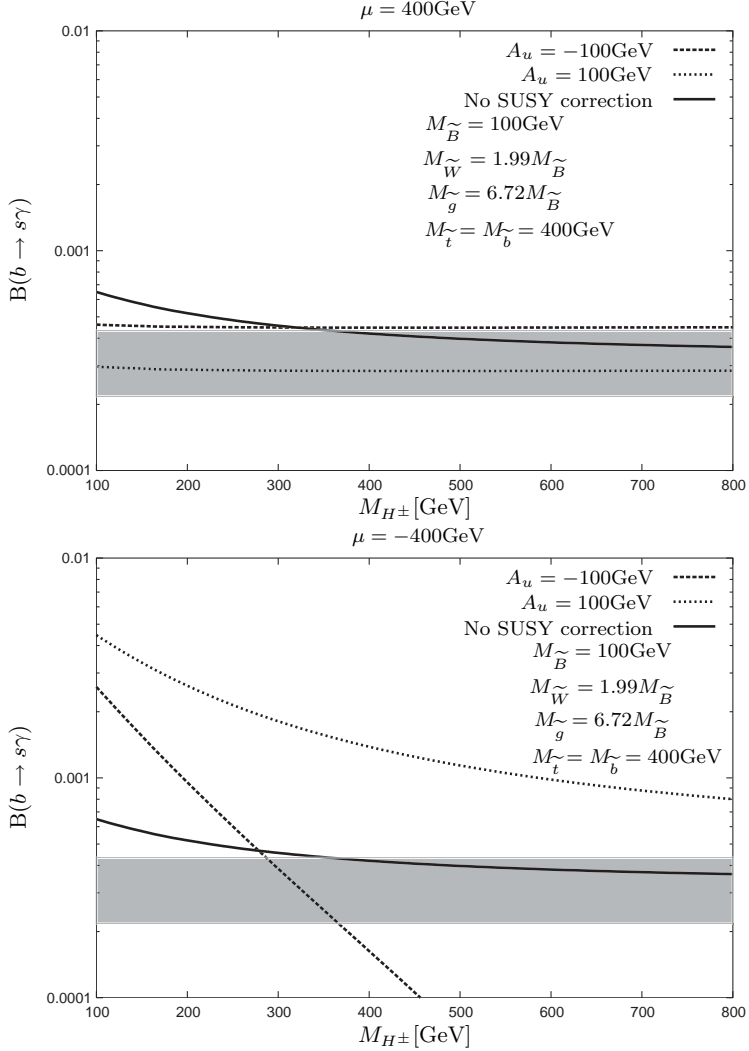 μ = 400GeV
0.01
A_u = −100GeV
A_u = 100GeV
No SUSY correction
M_B̃ = 100GeV
M_W̃ = 1.99M_B̃
M_g̃ = 6.72M_B̃
M_t̃ = M_b̃ = 400GeV
B(b → sγ)
0.001
0.0001
100 200 300 400 500 600 700 800
M_H± [GeV]
μ = −400GeV
0.01
A_u = −100GeV
A_u = 100GeV
No SUSY correction
M_B̃ = 100GeV
M_W̃ = 1.99M_B̃
M_g̃ = 6.72M_B̃
M_t̃ = M_b̃ = 400GeV
B(b → sγ)
0.001
0.0001
100 200 300 400 500 600 700 800
M_H± [GeV]